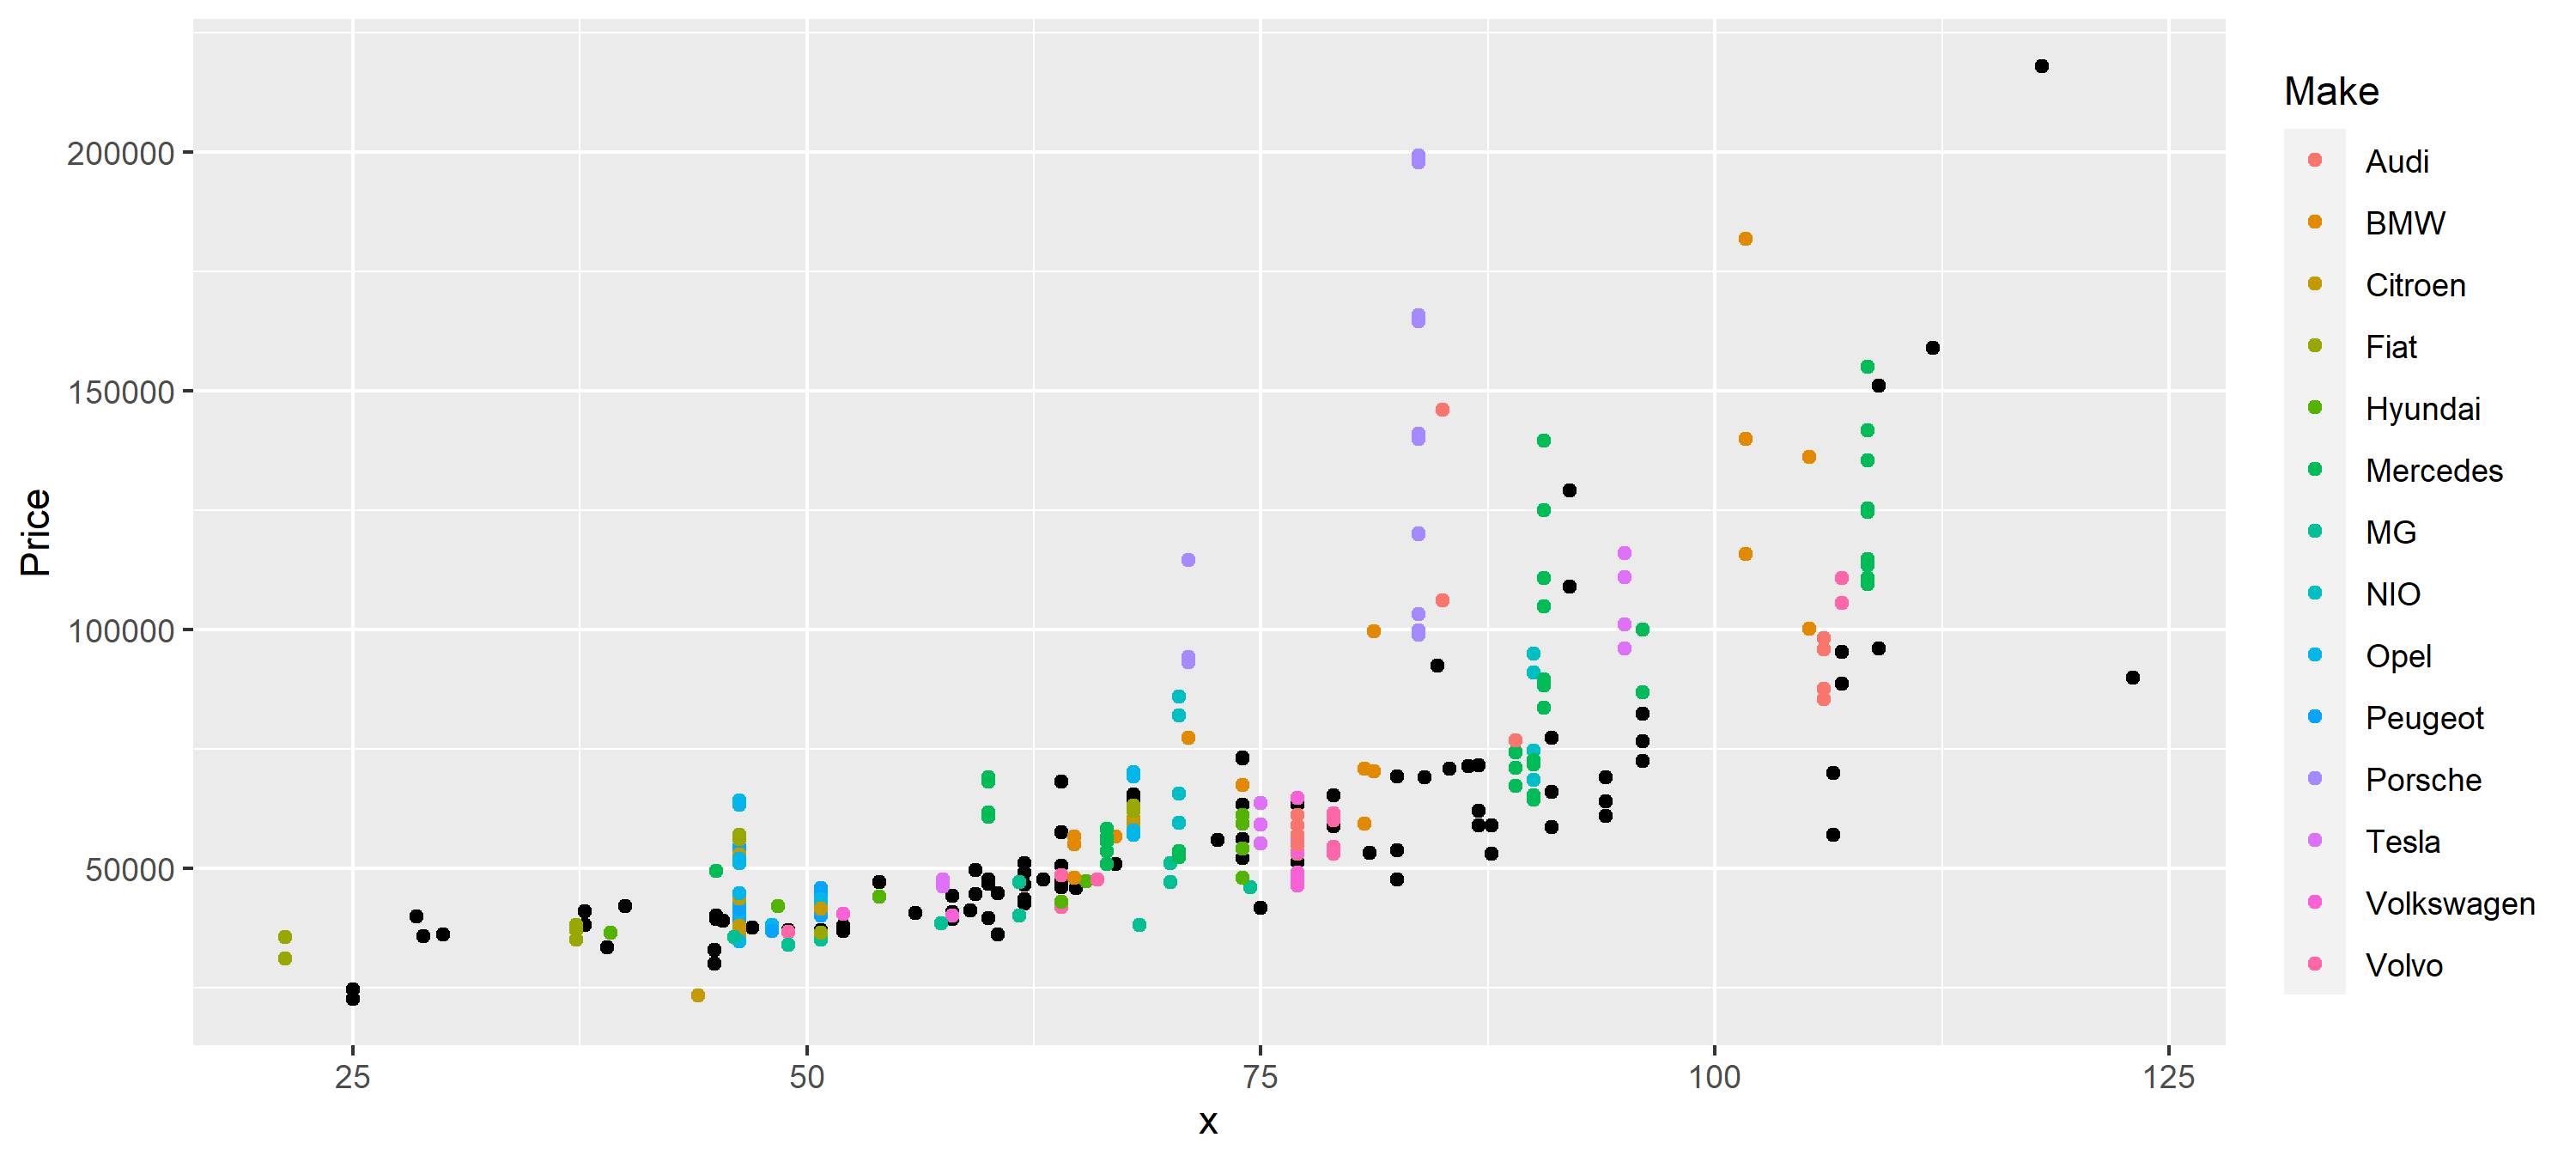 200000
150000
100000
50000
Price
25 50 75 100 125
x
Make
Audi
BMW
Citroen
Fiat
Hyundai
Mercedes
MG
NIO
Opel
Peugeot
Porsche
Tesla
Volkswagen
Volvo